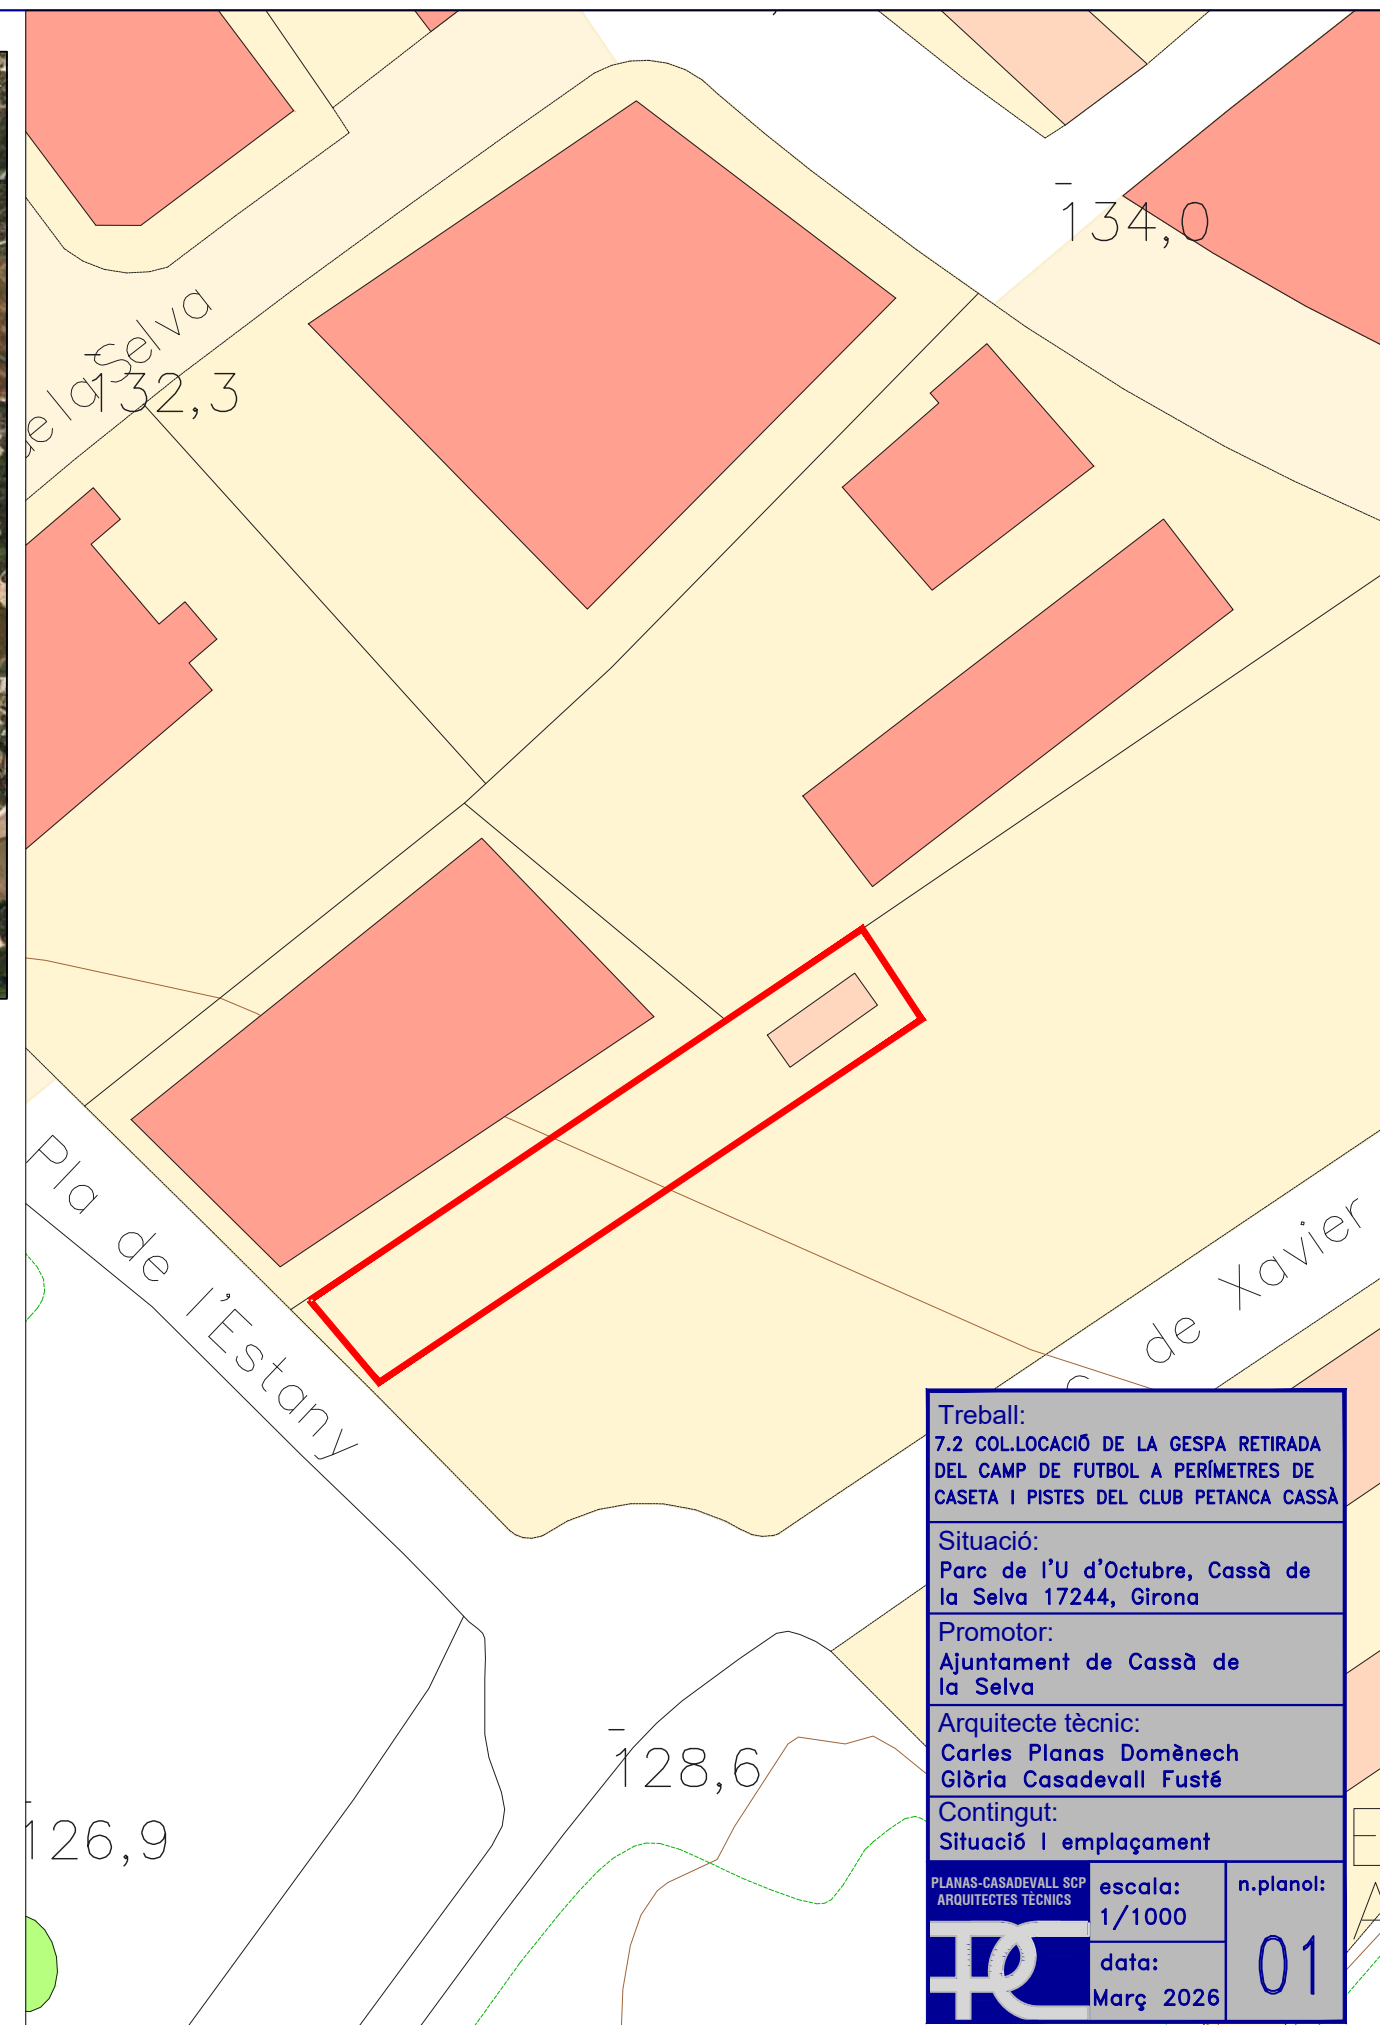 134,0
de la Selva
132,3
Pla de l'Estany
C. de Xavier
128,6
126,9
Treball:
7.2 COL.LOCACIÓ DE LA GESPA RETIRADA
DEL CAMP DE FUTBOL A PERÍMETRES DE
CASETA I PISTES DEL CLUB PETANCA CASSÀ
Situació:
Parc de l'U d'Octubre, Cassà de
la Selva 17244, Girona
Promotor:
Ajuntament de Cassà de
la Selva
Arquitecte tècnic:
Carles Planas Domènech
Glòria Casadevall Fusté
Contingut:
Situació I emplaçament
PLANAS-CASADEVALL SCP
ARQUITECTES TÈCNICS
PC
escala:
1/1000
data:
Març 2026
n.planol:
01